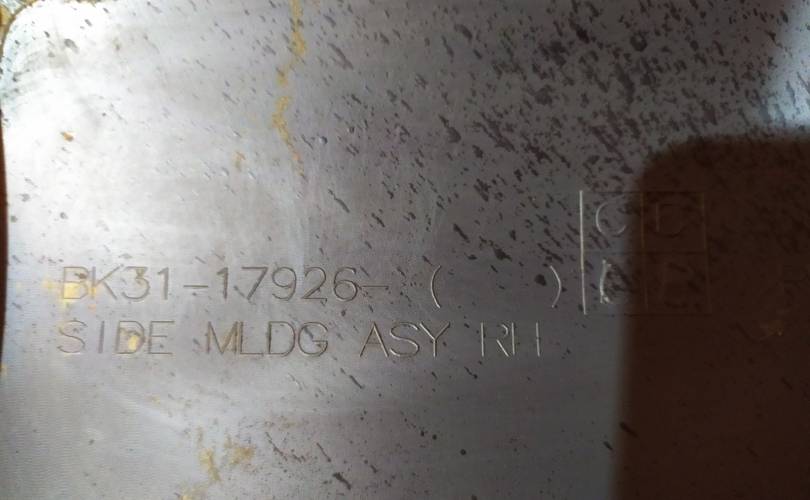 C D
BK31-17926- (      )
SIDE MLDG ASY RH